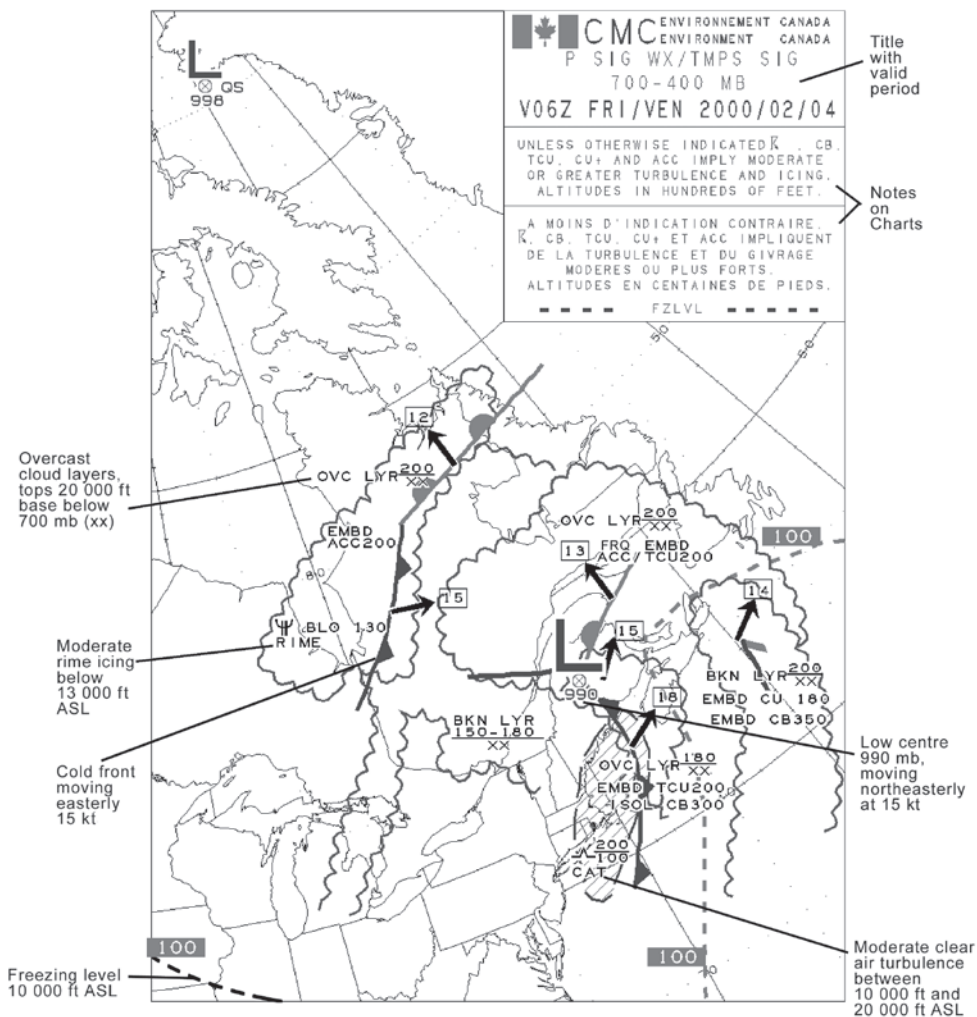 CMC ENVIRONNEMENT CANADA
ENVIRONMENT CANADA
P SIG WX/TMPS SIG
700-400 MB
V06Z FRI/VEN 2000/02/04
Title
with
valid
period
UNLESS OTHERWISE INDICATED , CB,
TCU, CU+ AND ACC IMPLY MODERATE
OR GREATER TURBULENCE AND ICING.
ALTITUDES IN HUNDREDS OF FEET.
Notes
on
Charts
A MOINS D'INDICATION CONTRAIRE,
, CB, TCU, CU+ ET ACC IMPLIQUENT
DE LA TURBULENCE ET DU GIVRAGE
MODERES OU PLUS FORTS.
ALTITUDES EN CENTAINES DE PIEDS.
FZLVL
L
QS
998
50
50
12
Overcast
cloud layers,
tops 20 000 ft
base below
700 mb (xx)
OVC LYR 200
XX
EMBD
ACC200
80
15
OVC LYR 200
XX
FRQ EMBD
ACC/TCU200
13
100
14
BLO 130
RIME
Moderate
rime icing
below
13 000 ft
ASL
15
L
990
18
BKN LYR 200
XX
EMBD CU 180
EMBD CB350
BKN LYR
150-180
XX
OVC LYR 180
XX
EMBD TCU200
ISOL CB300
Cold front
moving
easterly
15 kt
Low centre
990 mb,
moving
northeasterly
at 15 kt
200
100
CAT
100
Freezing level
10 000 ft ASL
100
Moderate clear
air turbulence
between
10 000 ft and
20 000 ft ASL